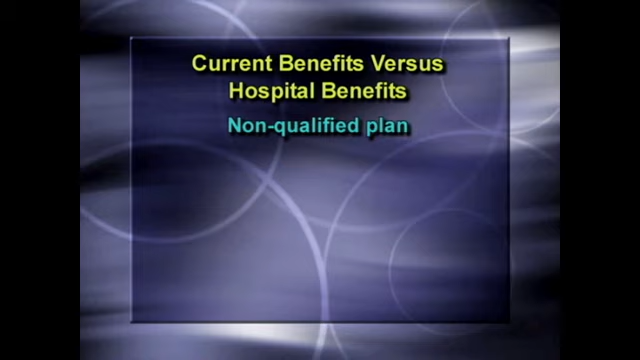 Current Benefits Versus
Hospital Benefits
Non-qualified plan